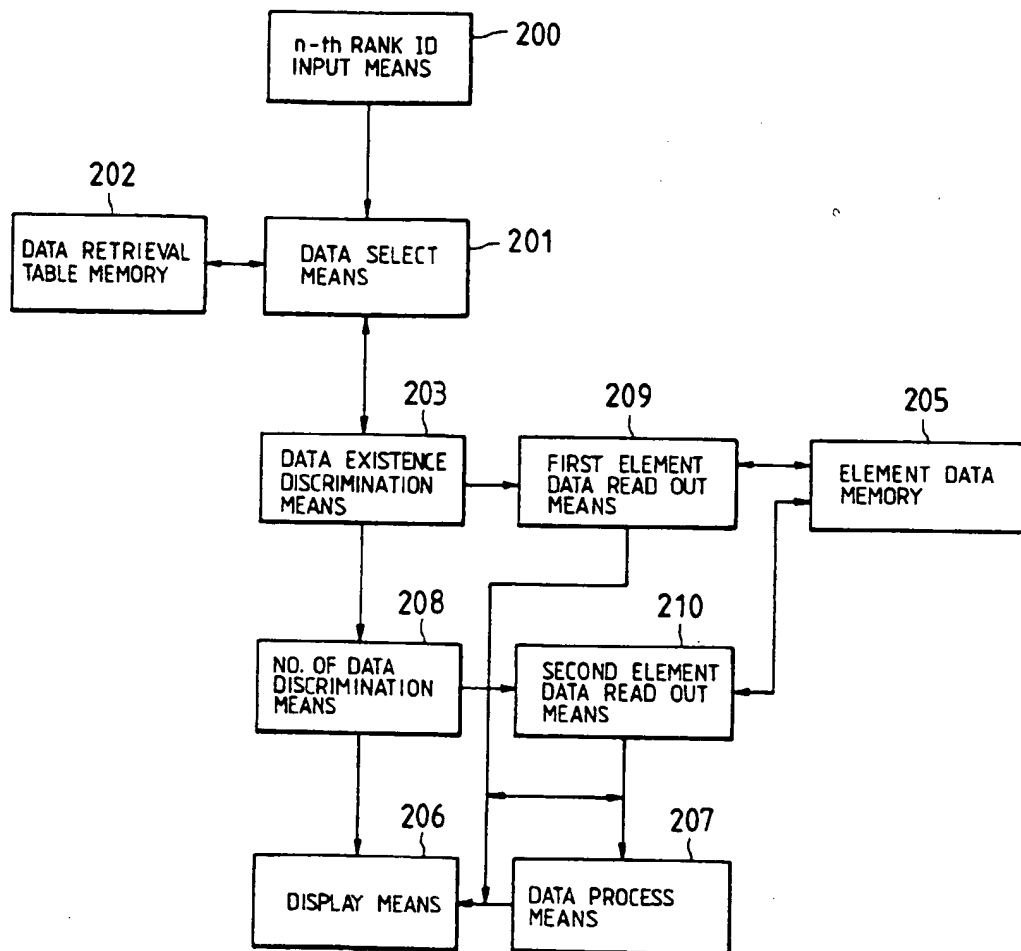 n-th RANK ID
INPUT MEANS
200
202
DATA RETRIEVAL
TABLE MEMORY
DATA SELECT
MEANS
201
203
DATA EXISTENCE
DISCRIMINATION
MEANS
209
FIRST ELEMENT
DATA READ OUT
MEANS
205
ELEMENT DATA
MEMORY
208
NO. OF DATA
DISCRIMINATION
MEANS
210
SECOND ELEMENT
DATA READ OUT
MEANS
206
DISPLAY MEANS
207
DATA PROCESS
MEANS